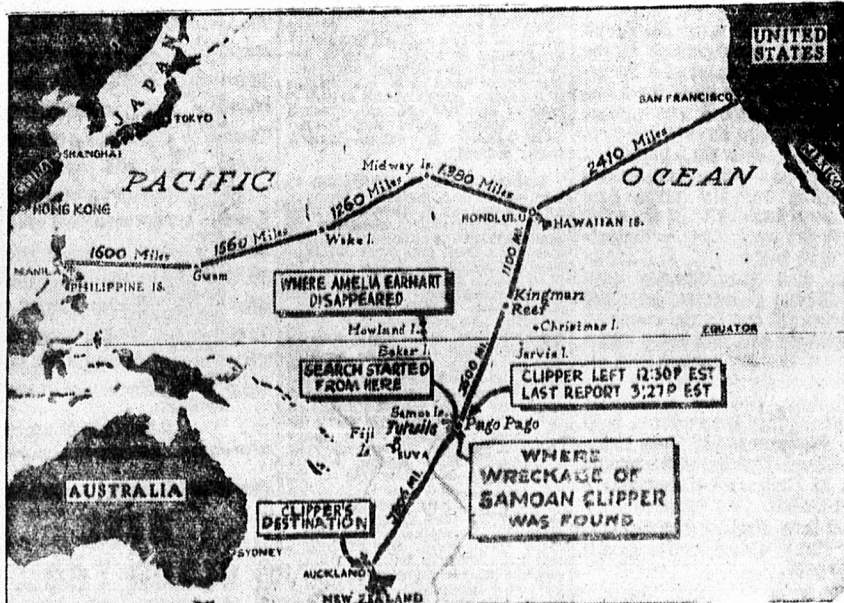 UNITED
STATES
JAPAN
SAN FRANCISCO
TOKYO
2410 Miles
CHINA
SHANGHAI
MEXICO
Midway Is.
1380 Miles
PACIFIC
OCEAN
1260 Miles
HONG KONG
HONOLULU
HAWAIIAN IS.
1560 Miles
Wake I.
1600 Miles
1100 MI.
MANILA
Guam
PHILIPPINE IS.
WHERE AMELIA EARHART
DISAPPEARED
Kingman
Reef
Howland I.
Christmas I.
EQUATOR
Baker I.
Jarvis I.
SEARCH STARTED
FROM HERE
1600 MI.
CLIPPER LEFT 12:30P EST
LAST REPORT 3:27P EST
Samoa Is.
Tutuila
Pago Pago
Fiji
Is
SUVA
WHERE
WRECKAGE OF
SAMOAN CLIPPER
WAS FOUND
AUSTRALIA
CLIPPER'S
DESTINATION
SYDNEY
AUCKLAND
NEW ZEALAND